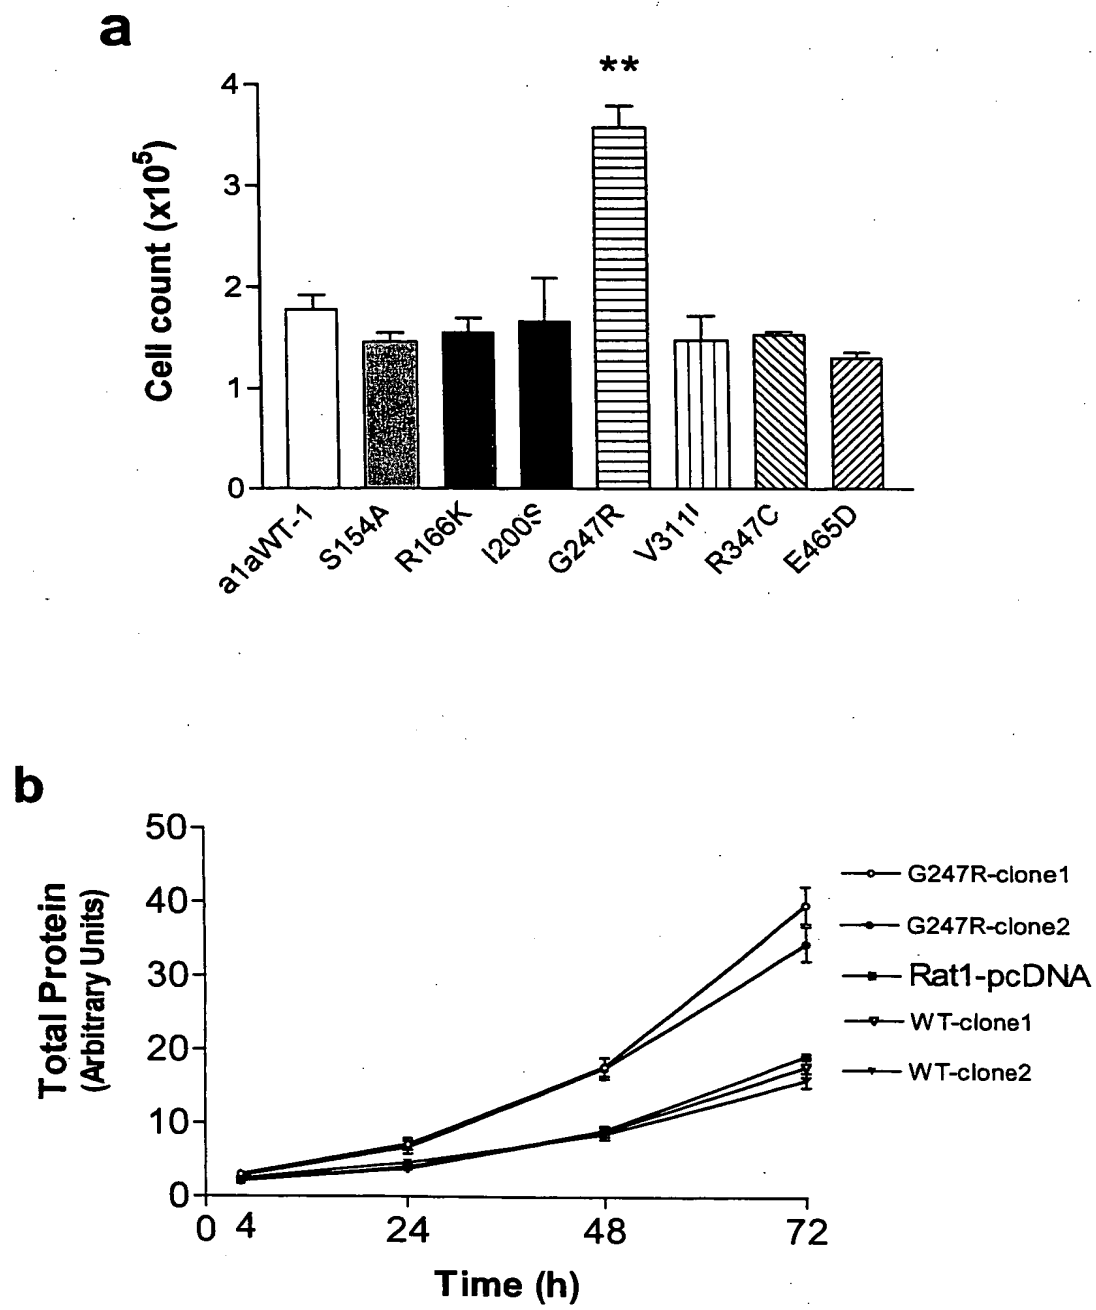 a
**
4
3
2
1
0
Cell count (x10⁵)
a1aWT-1
S154A
R166K
I200S
G247R
V311I
R347C
E465D
b
50
40
30
20
10
0
Total Protein
(Arbitrary Units)
0 4 24 48 72
Time (h)
G247R-clone1
G247R-clone2
Rat1-pcDNA
WT-clone1
WT-clone2